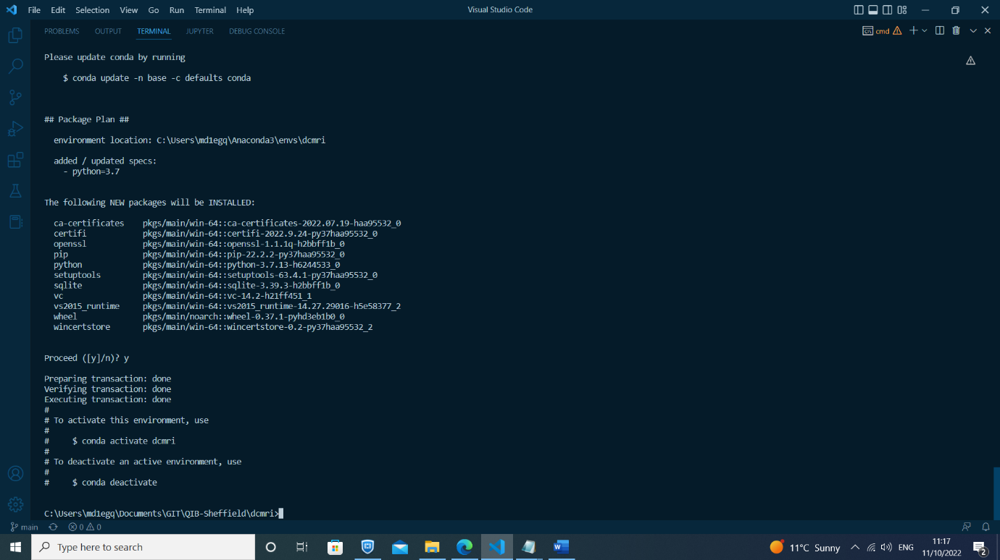 File Edit Selection View Go Run Terminal Help Visual Studio Code
PROBLEMS OUTPUT TERMINAL JUPYTER DEBUG CONSOLE cmd
Please update conda by running
$ conda update -n base -c defaults conda
## Package Plan ##
environment location: C:\Users\md1egq\Anaconda3\envs\dcmri
added / updated specs:
- python=3.7
The following NEW packages will be INSTALLED:
ca-certificates pkgs/main/win-64::ca-certificates-2022.07.19-haa95532_0
certifi pkgs/main/win-64::certifi-2022.9.24-py37haa95532_0
openssl pkgs/main/win-64::openssl-1.1.1q-h2bbff1b_0
pip pkgs/main/win-64::pip-22.2.2-py37haa95532_0
python pkgs/main/win-64::python-3.7.13-h6244533_0
setuptools pkgs/main/win-64::setuptools-63.4.1-py37haa95532_0
sqlite pkgs/main/win-64::sqlite-3.39.3-h2bbff1b_0
vc pkgs/main/win-64::vc-14.2-h21ff451_1
vs2015_runtime pkgs/main/win-64::vs2015_runtime-14.27.29016-h5e58377_2
wheel pkgs/main/noarch::wheel-0.37.1-pyhd3eb1b0_0
wincertstore pkgs/main/win-64::wincertstore-0.2-py37haa95532_2
Proceed ([y]/n)? y
Preparing transaction: done
Verifying transaction: done
Executing transaction: done
#
# To activate this environment, use
#
# $ conda activate dcmri
#
# To deactivate an active environment, use
#
# $ conda deactivate
C:\Users\md1egq\Documents\GIT\QIB-Sheffield\dcmri>
main 0 0
Type here to search 11°C Sunny ENG 11:17
11/10/2022 2